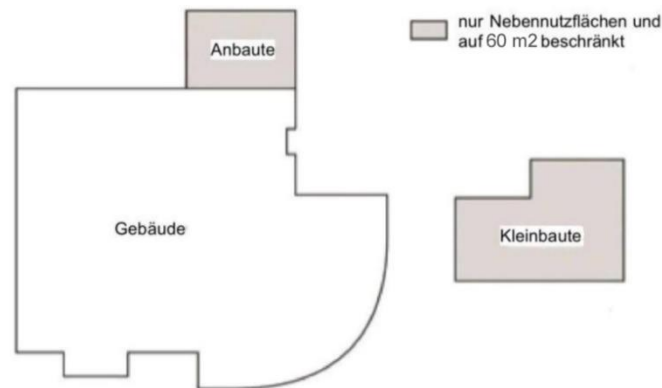 nur Nebennutzflächen und
auf 60 m2 beschränkt
Anbaute
Gebäude
Kleinbaute